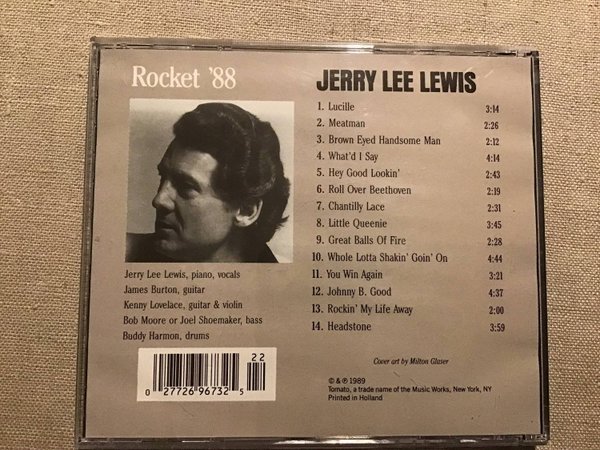 Rocket '88
JERRY LEE LEWIS
1. Lucille 3:14
2. Meatman 2:26
3. Brown Eyed Handsome Man 2:12
4. What'd I Say 4:14
5. Hey Good Lookin' 2:43
6. Roll Over Beethoven 2:19
7. Chantilly Lace 2:31
8. Little Queenie 3:45
9. Great Balls Of Fire 2:28
10. Whole Lotta Shakin' Goin' On 4:44
11. You Win Again 3:21
12. Johnny B. Good 4:37
13. Rockin' My Life Away 2:00
14. Headstone 3:59
Jerry Lee Lewis, piano, vocals
James Burton, guitar
Kenny Lovelace, guitar & violin
Bob Moore or Joel Shoemaker, bass
Buddy Harmon, drums
22
0 27726 96732 5
Cover art by Milton Glaser
© & ℗ 1989
Tomato, a trade name of the Music Works, New York, NY
Printed in Holland